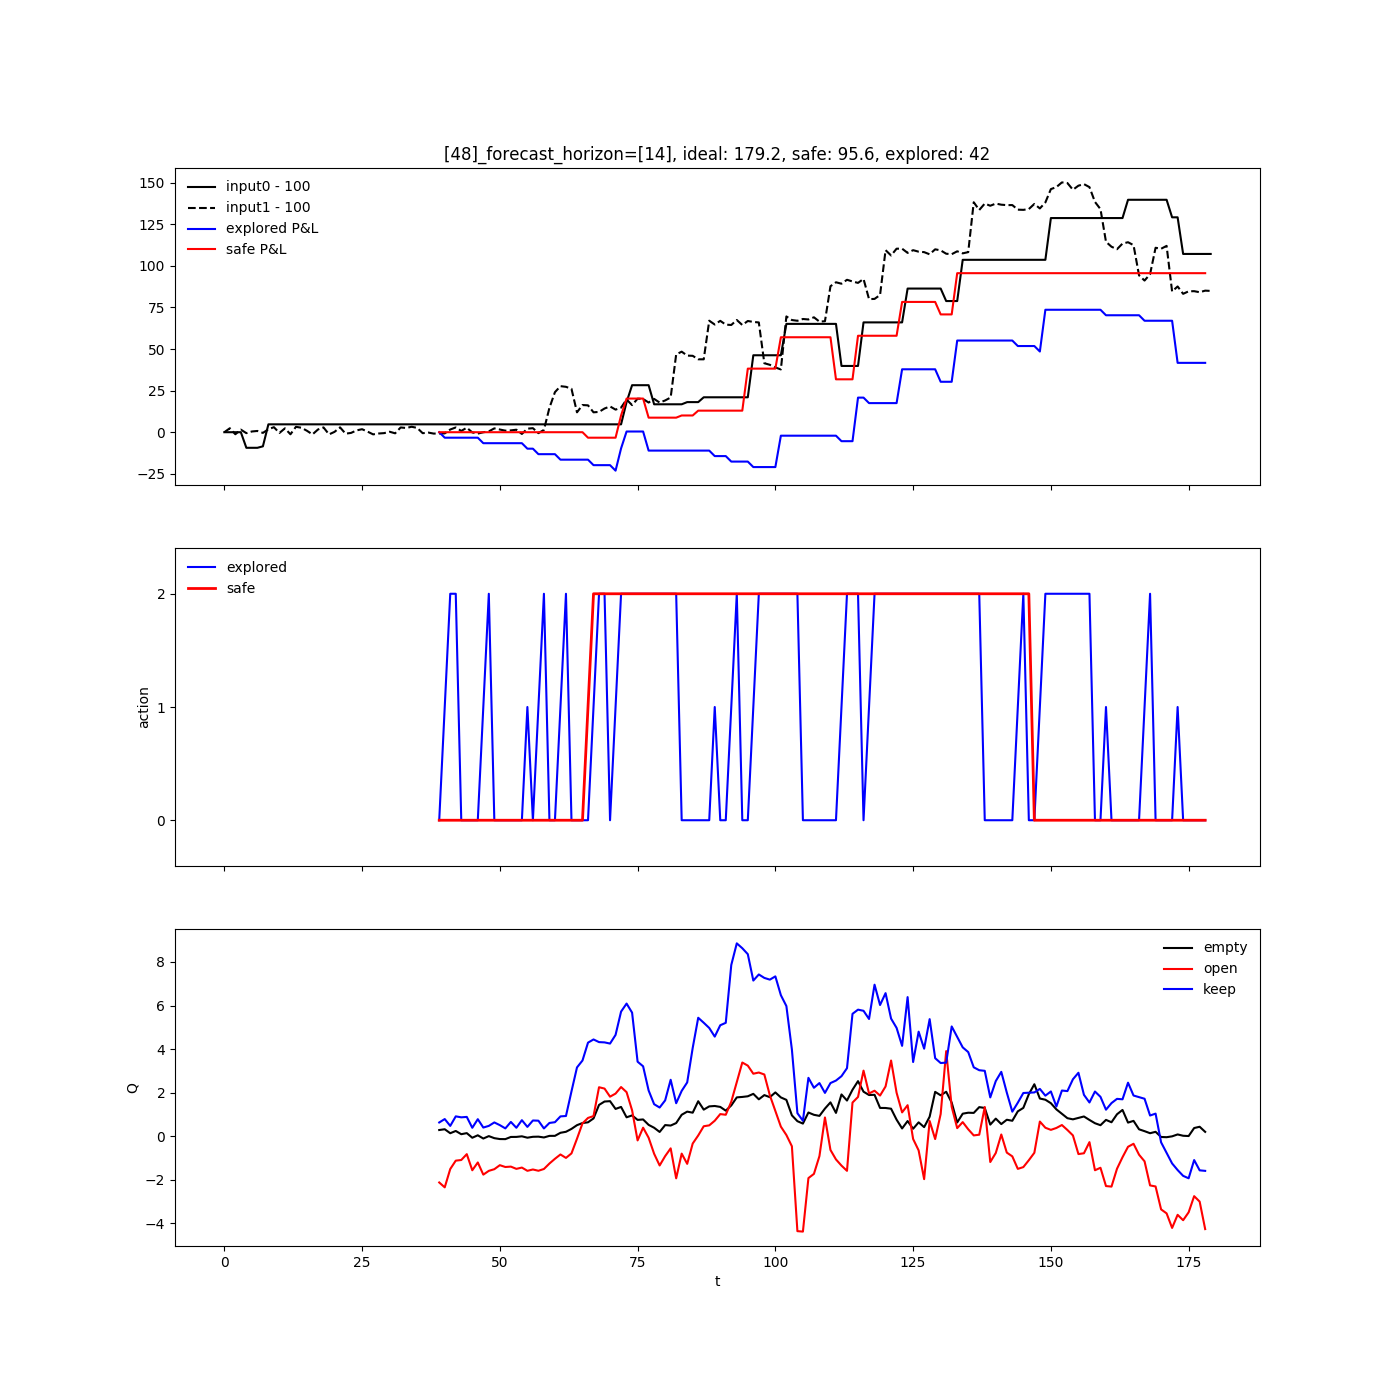 [48]_forecast_horizon=[14], ideal: 179.2, safe: 95.6, explored: 42
150
125
100
75
50
25
0
−25
input0 - 100
input1 - 100
explored P&L
safe P&L
action
2
1
0
explored
safe
Q
8
6
4
2
0
−2
−4
empty
open
keep
0 25 50 75 100 125 150 175
t